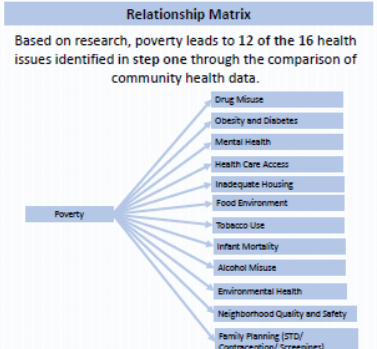 Relationship Matrix
Based on research, poverty leads to 12 of the 16 health
issues identified in step one through the comparison of
community health data.
Drug Misuse
Obesity and Diabetes
Mental Health
Health Care Access
Inadequate Housing
Food Environment
Poverty
Tobacco Use
Infant Mortality
Alcohol Misuse
Environmental Health
Neighborhood Quality and Safety
Family Planning (STD/
Contraception/ Screenings)